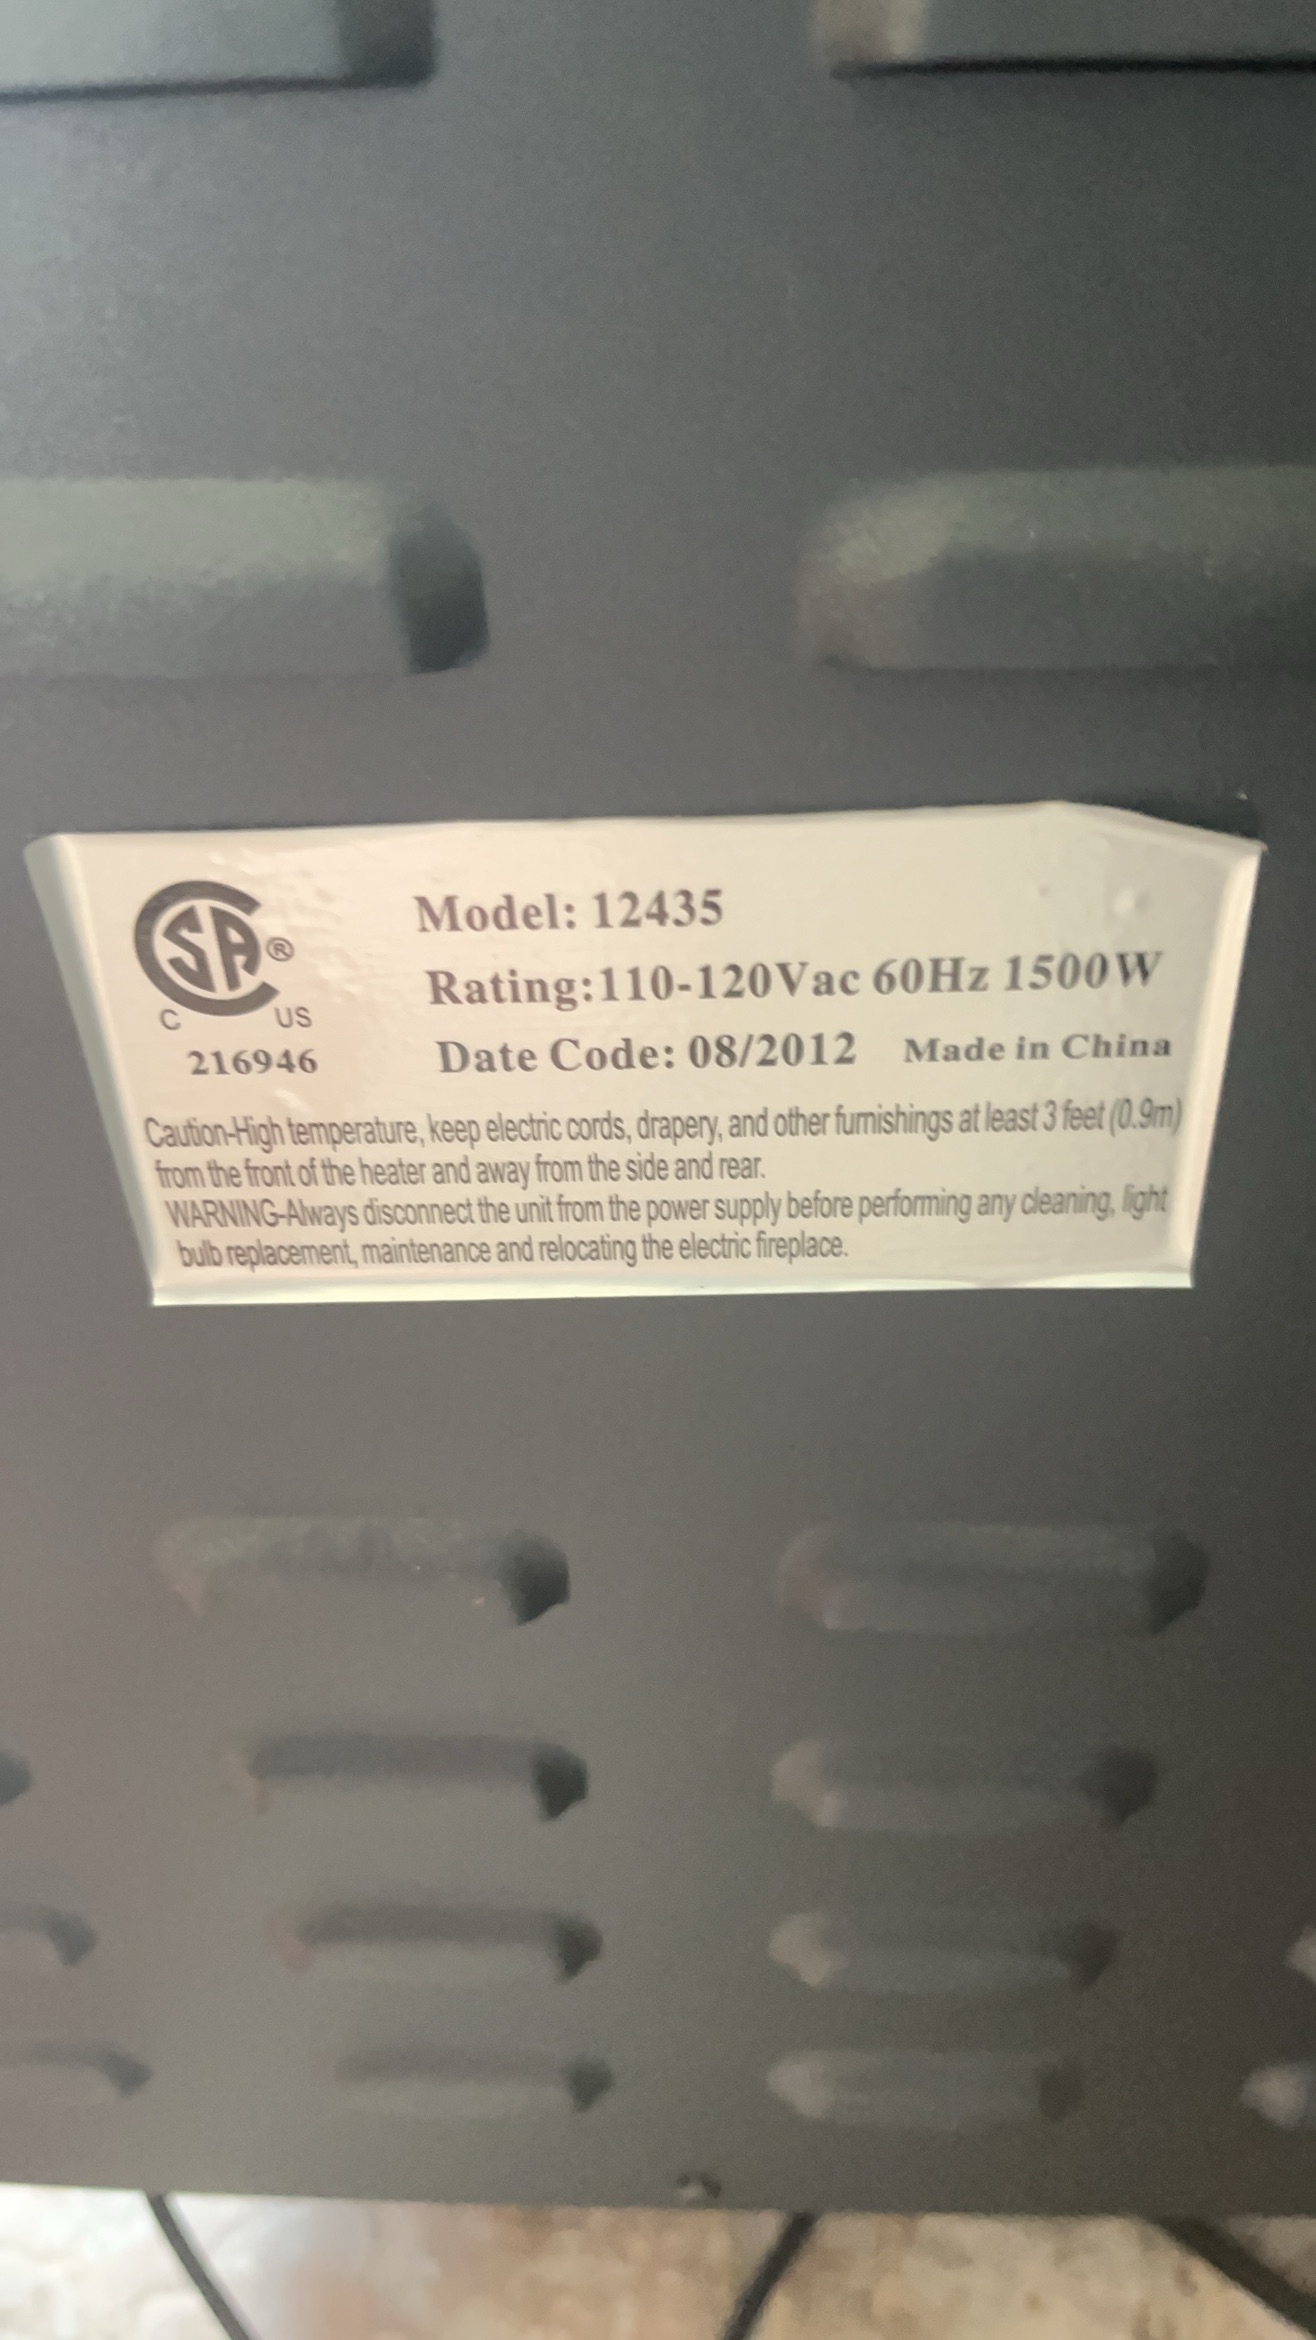 CSA®
C US
216946
Model: 12435
Rating:110-120Vac 60Hz 1500W
Date Code: 08/2012 Made in China
Caution-High temperature, keep electric cords, drapery, and other furnishings at least 3 feet (0.9m)
from the front of the heater and away from the side and rear.
WARNING-Always disconnect the unit from the power supply before performing any cleaning, light
bulb replacement, maintenance and relocating the electric fireplace.